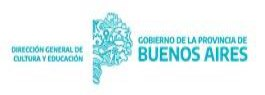 DIRECCIÓN GENERAL DE
CULTURA Y EDUCACIÓN
GOBIERNO DE LA PROVINCIA DE
BUENOS AIRES